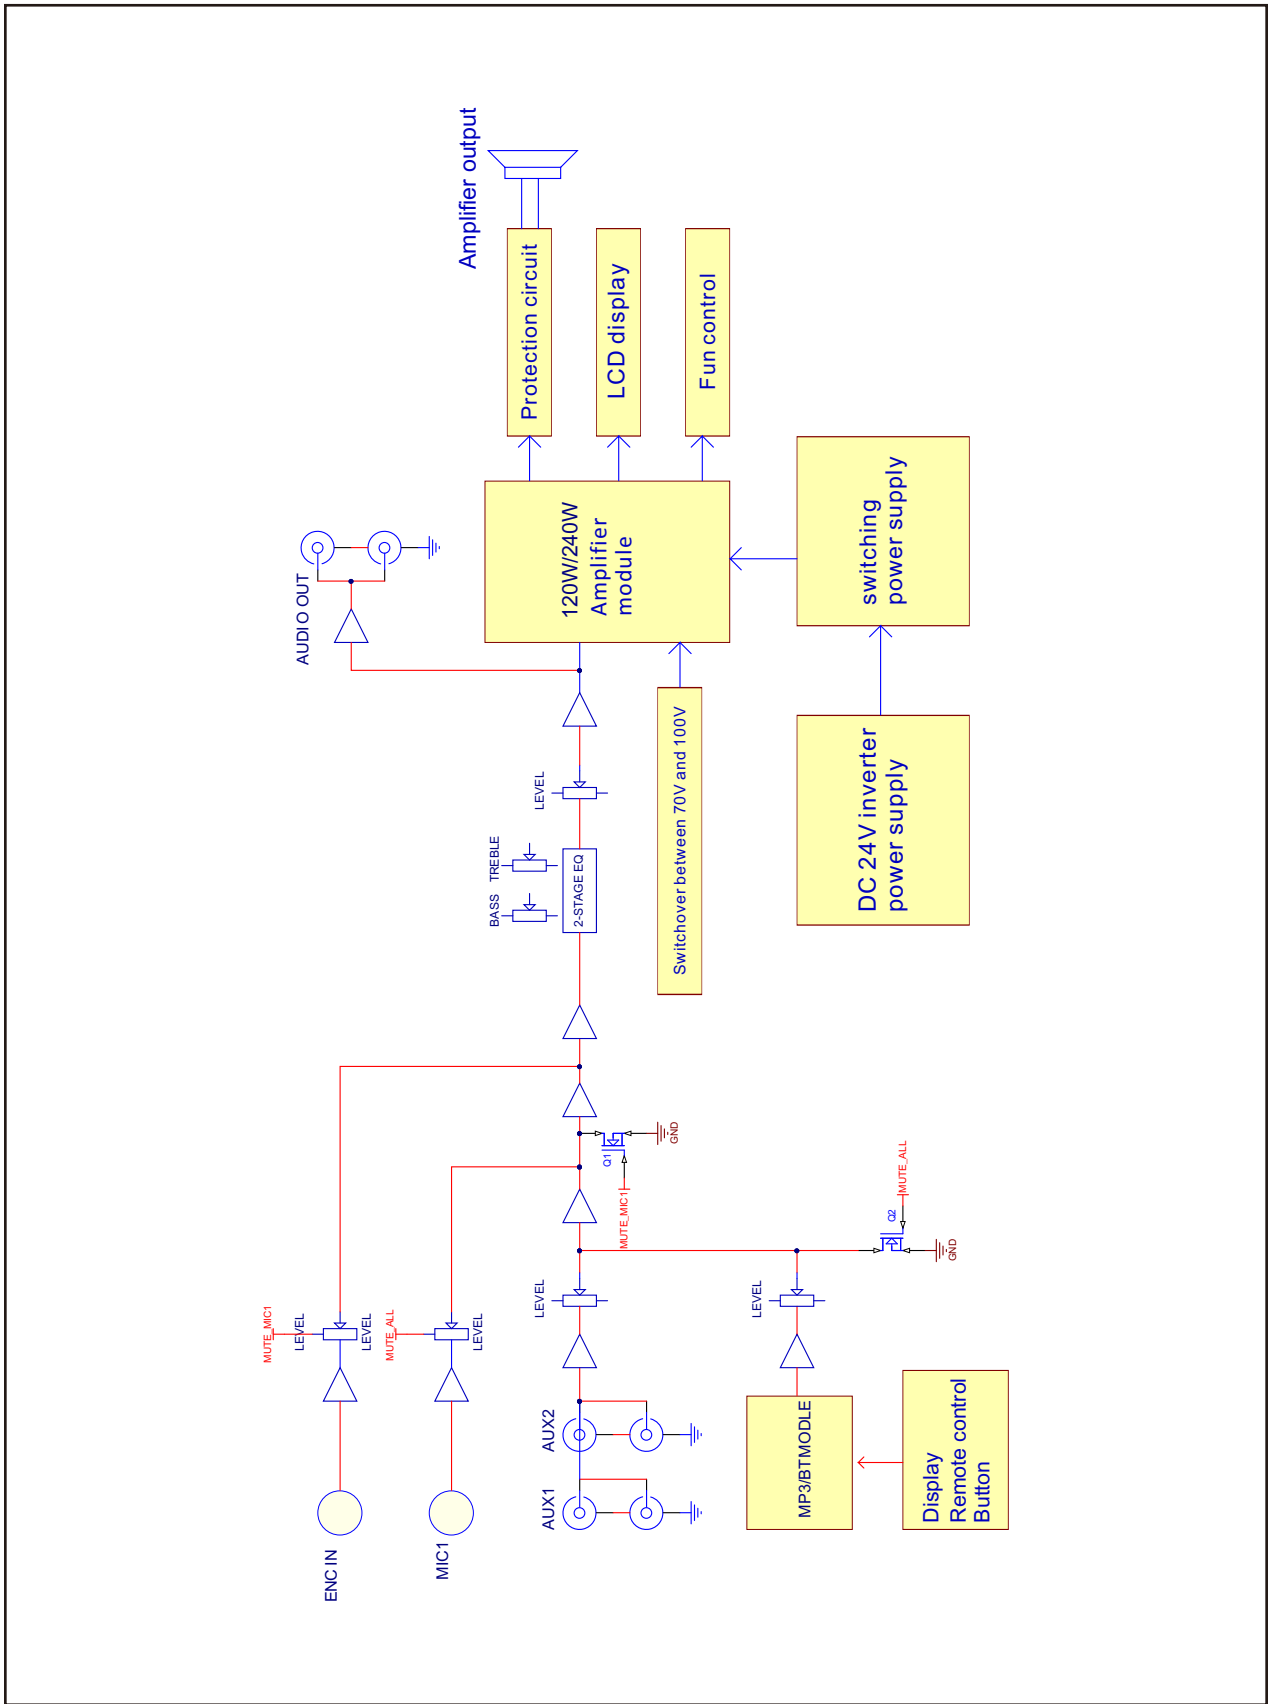 ENC IN
MUTE_MIC1
LEVEL
LEVEL
MIC1
MUTE_ALL
LEVEL
AUX1
AUX2
LEVEL
MP3/BT MODLE
LEVEL
Display
Remote control
Button
MUTE_MIC1
Q1
GND
Q2
MUTE_ALL
GND
BASS
TREBLE
2-STAGE EQ
LEVEL
AUDIO OUT
Switchover between 70V and 100V
120W/240W
Amplifier
module
DC 24V inverter
power supply
switching
power supply
Protection circuit
LCD display
Fun control
Amplifier output